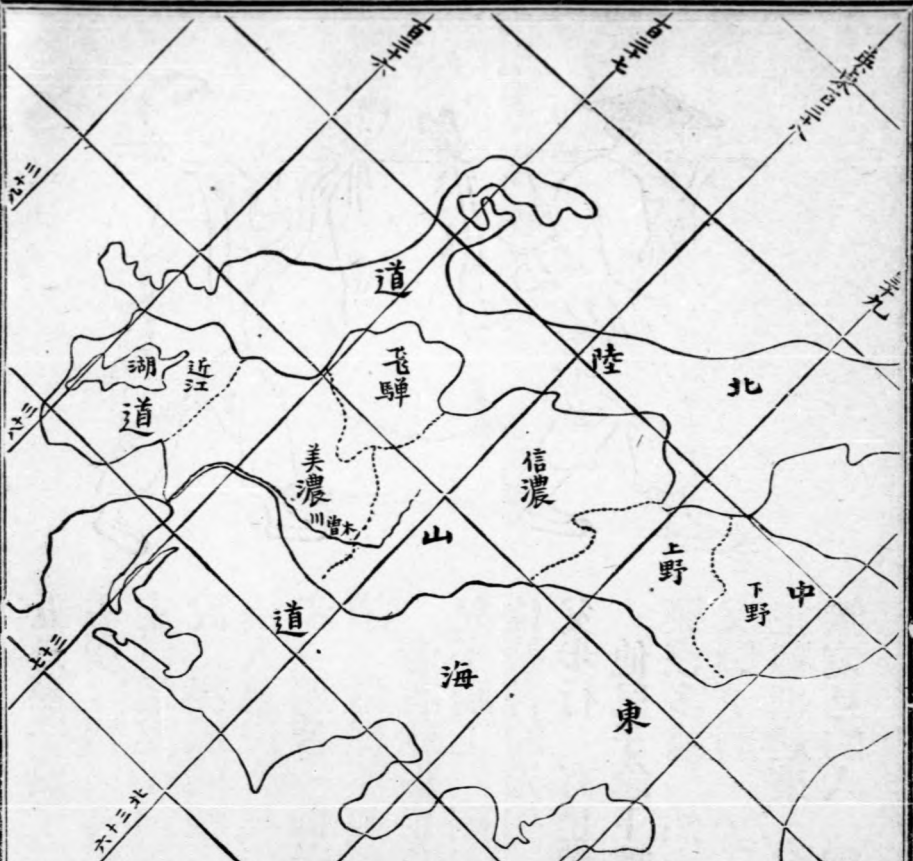 百三十六
百三十七
英東百三十八
三十九
三十九
三十八
三十七
北三十六
北陸道
中山道
東海道
飛騨
近江
湖
美濃
木曽川
信濃
上野
下野